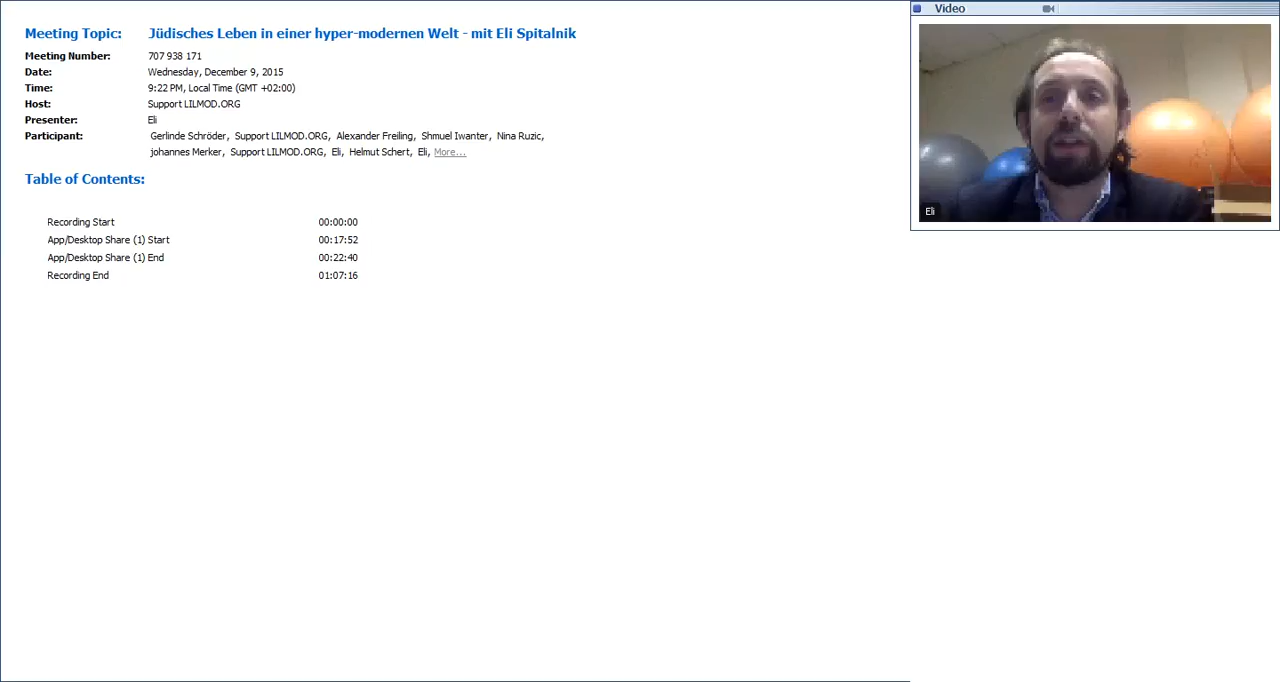 Meeting Topic: Jüdisches Leben in einer hyper-modernen Welt - mit Eli Spitalnik
Meeting Number: 707 938 171
Date: Wednesday, December 9, 2015
Time: 9:22 PM, Local Time (GMT +02:00)
Host: Support LILMOD.ORG
Presenter: Eli
Participant: Gerlinde Schröder, Support LILMOD.ORG, Alexander Freiling, Shmuel Iwanter, Nina Ruzic,
johannes Merker, Support LILMOD.ORG, Eli, Helmut Schert, Eli, More...
Table of Contents:
Recording Start 00:00:00
App/Desktop Share (1) Start 00:17:52
App/Desktop Share (1) End 00:22:40
Recording End 01:07:16
Video
Eli